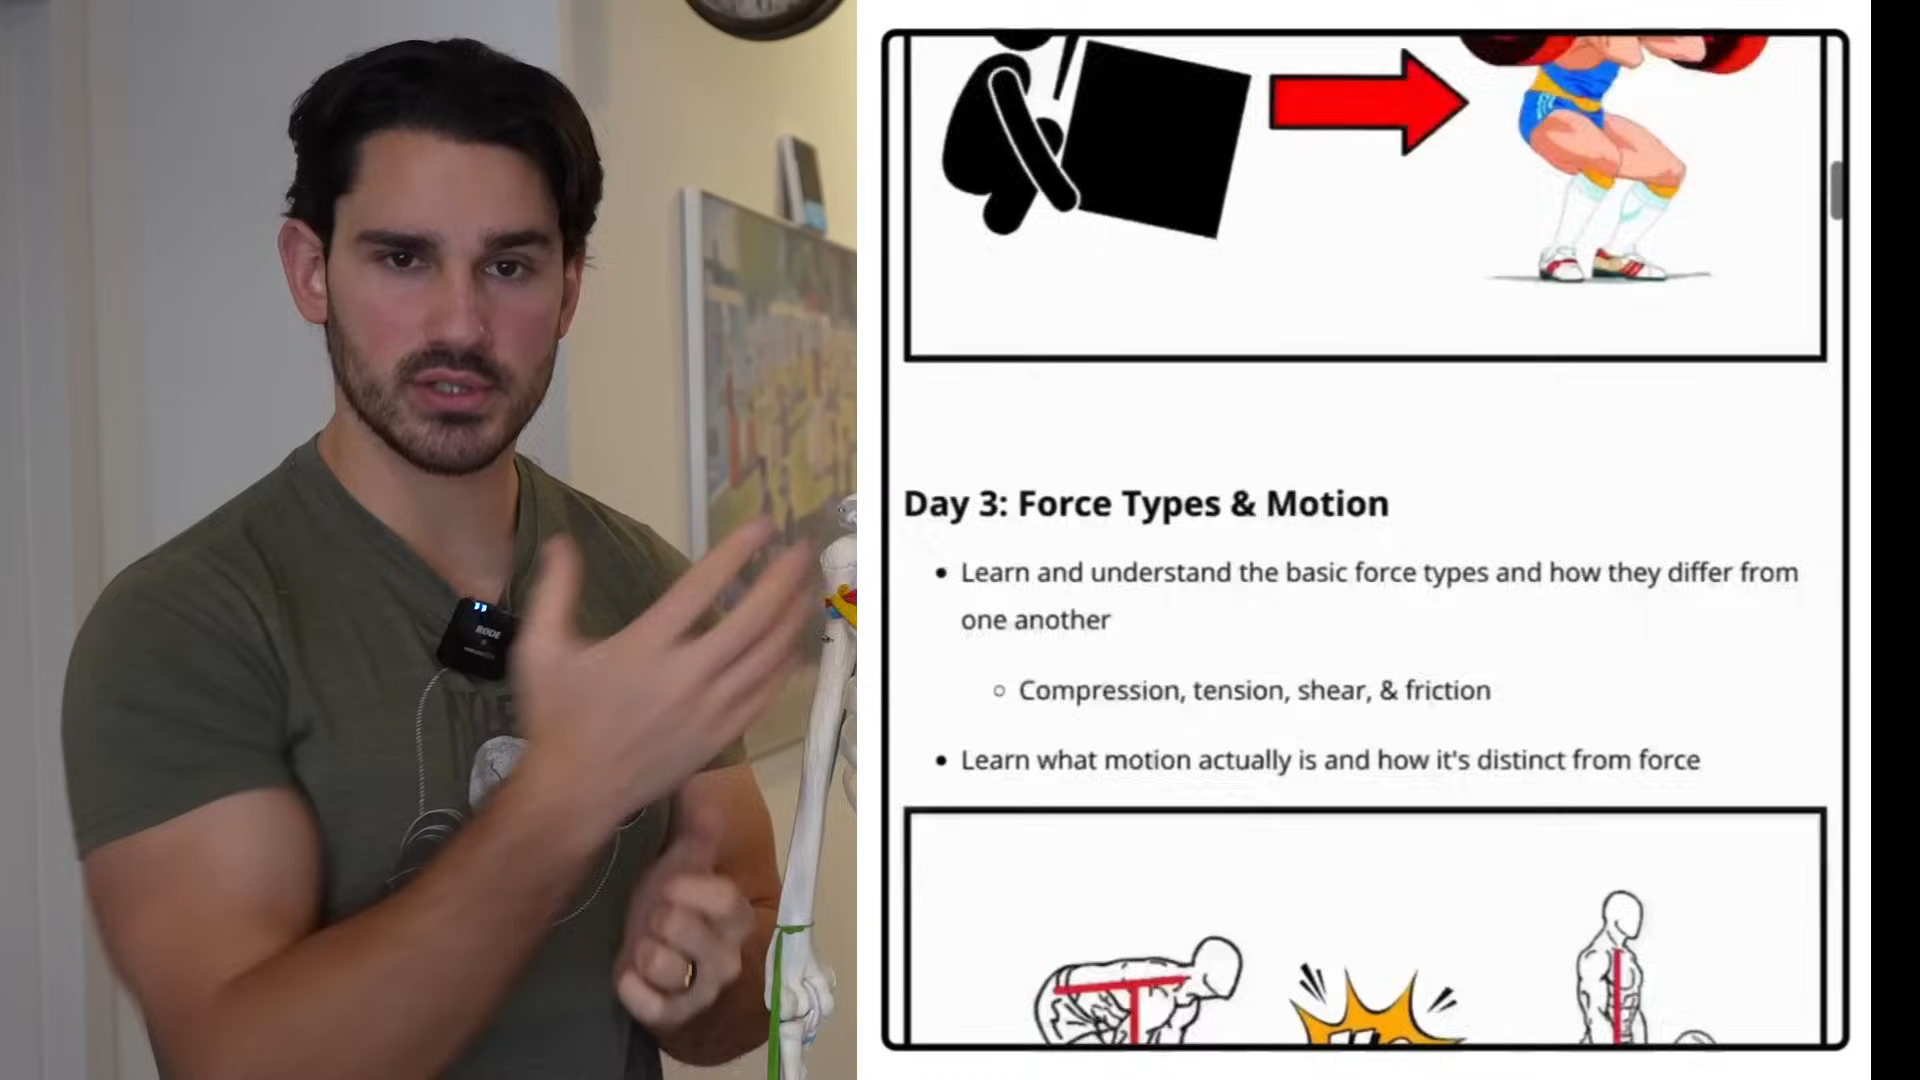 Day 3: Force Types & Motion
Learn and understand the basic force types and how they differ from
one another
Compression, tension, shear, & friction
Learn what motion actually is and how it's distinct from force
RØDE